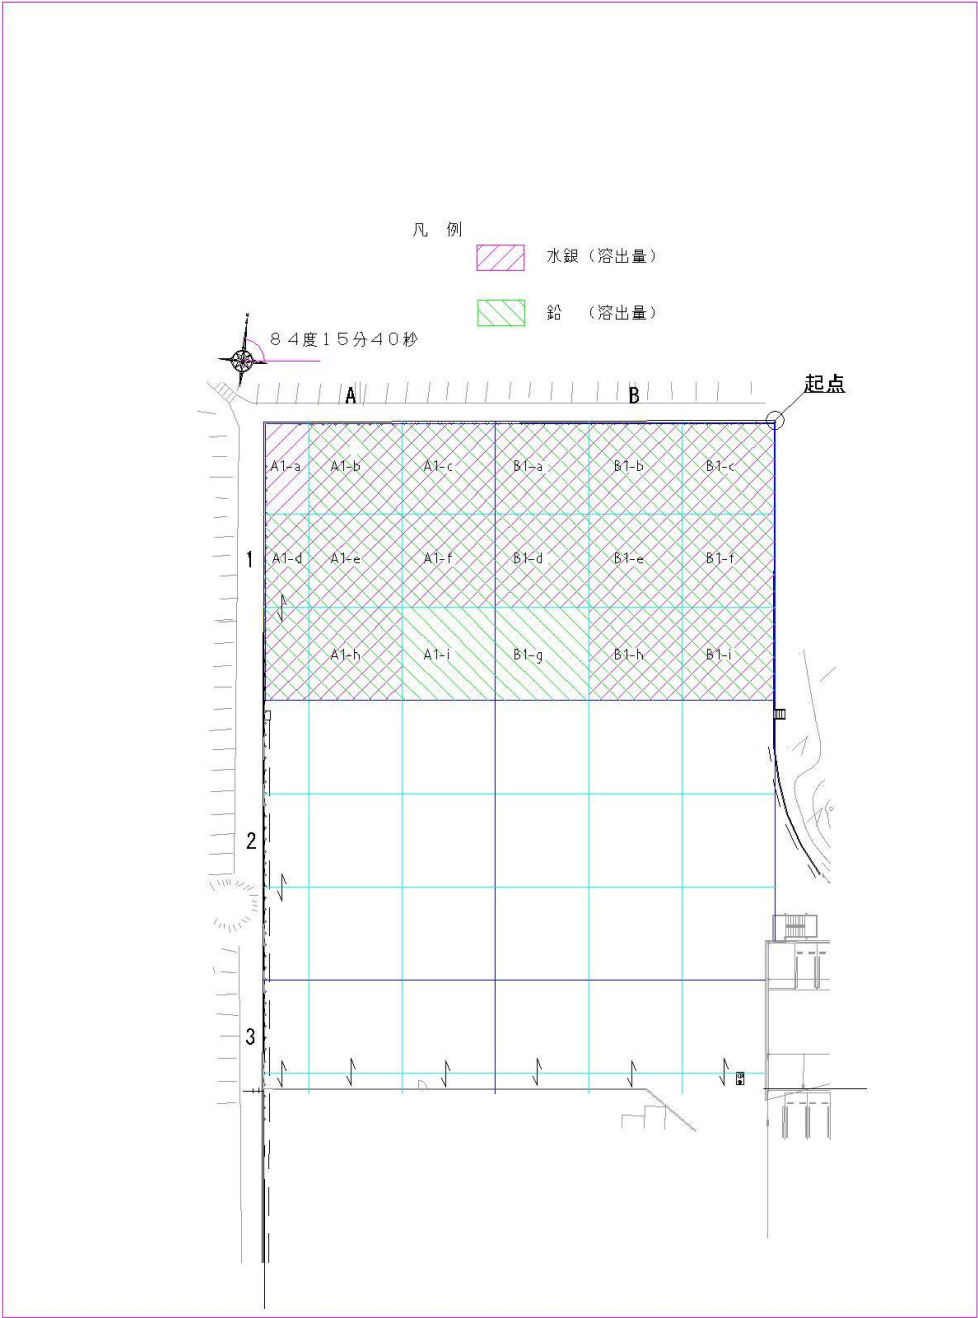 凡 例
水銀（溶出量）
鉛 （溶出量）
８４度１５分４０秒
起点
A B
A1-a A1-b A1-c B1-a B1-b B1-c
1
A1-d A1-e A1-f B1-d B1-e B1-f
A1-h A1-i B1-g B1-h B1-i
2
3